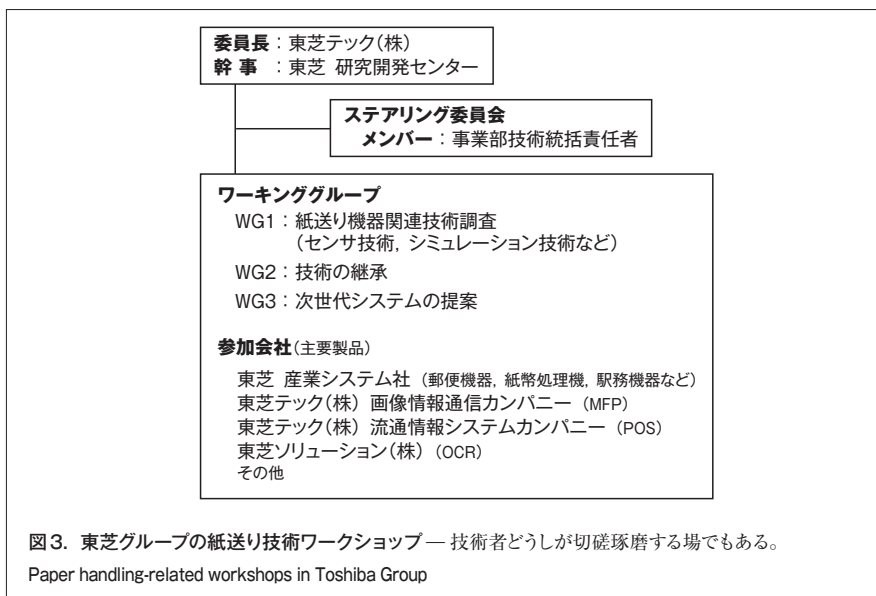 委員長：東芝テック(株)
幹 事 ：東芝 研究開発センター
ステアリング委員会
メンバー：事業部技術統括責任者
ワーキンググループ
WG1：紙送り機器関連技術調査
（センサ技術，シミュレーション技術など）
WG2：技術の継承
WG3：次世代システムの提案
参加会社(主要製品)
東芝 産業システム社（郵便機器，紙幣処理機，駅務機器など）
東芝テック(株) 画像情報通信カンパニー（MFP）
東芝テック(株) 流通情報システムカンパニー（POS）
東芝ソリューション(株)（OCR）
その他
図3．東芝グループの紙送り技術ワークショップ — 技術者どうしが切磋琢磨する場でもある。
Paper handling-related workshops in Toshiba Group